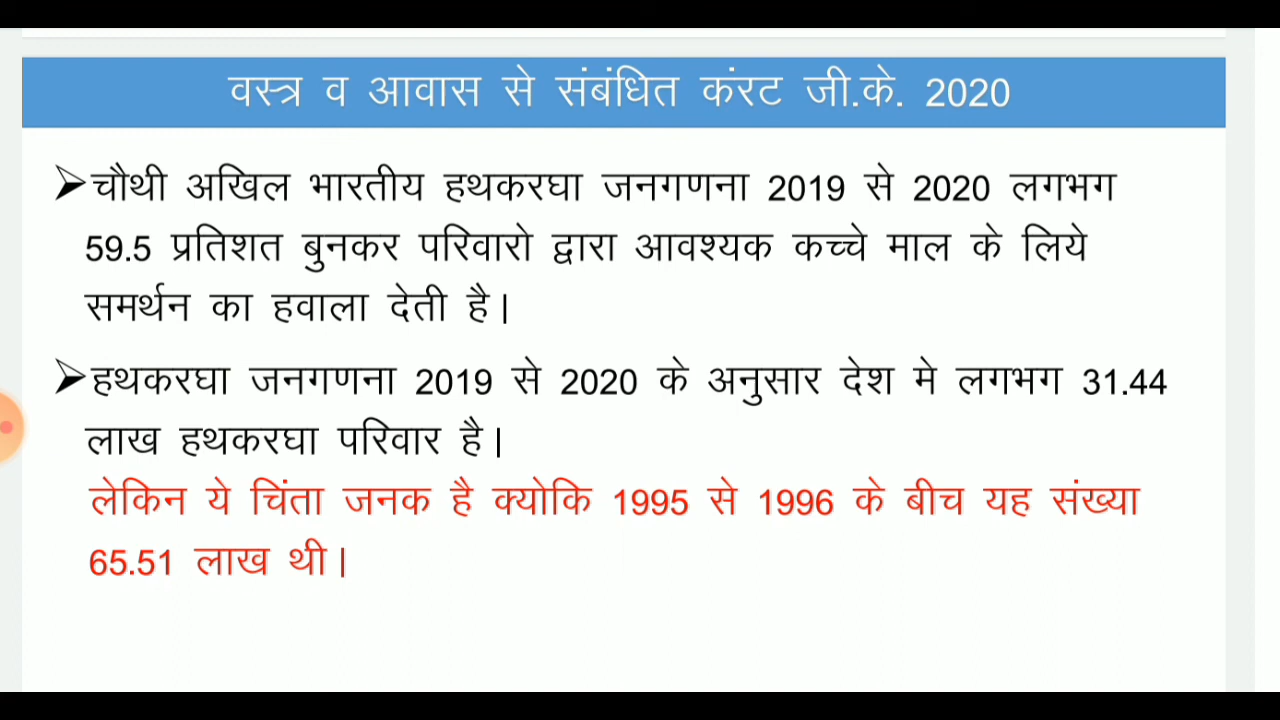 वस्त्र व आवास से संबंधित कंरट जी.के. 2020
➢चौथी अखिल भारतीय हथकरघा जनगणना 2019 से 2020 लगभग
59.5 प्रतिशत बुनकर परिवारो द्वारा आवश्यक कच्चे माल के लिये
समर्थन का हवाला देती है।
➢हथकरघा जनगणना 2019 से 2020 के अनुसार देश मे लगभग 31.44
लाख हथकरघा परिवार है।
लेकिन ये चिंता जनक है क्योकि 1995 से 1996 के बीच यह संख्या
65.51 लाख थी।